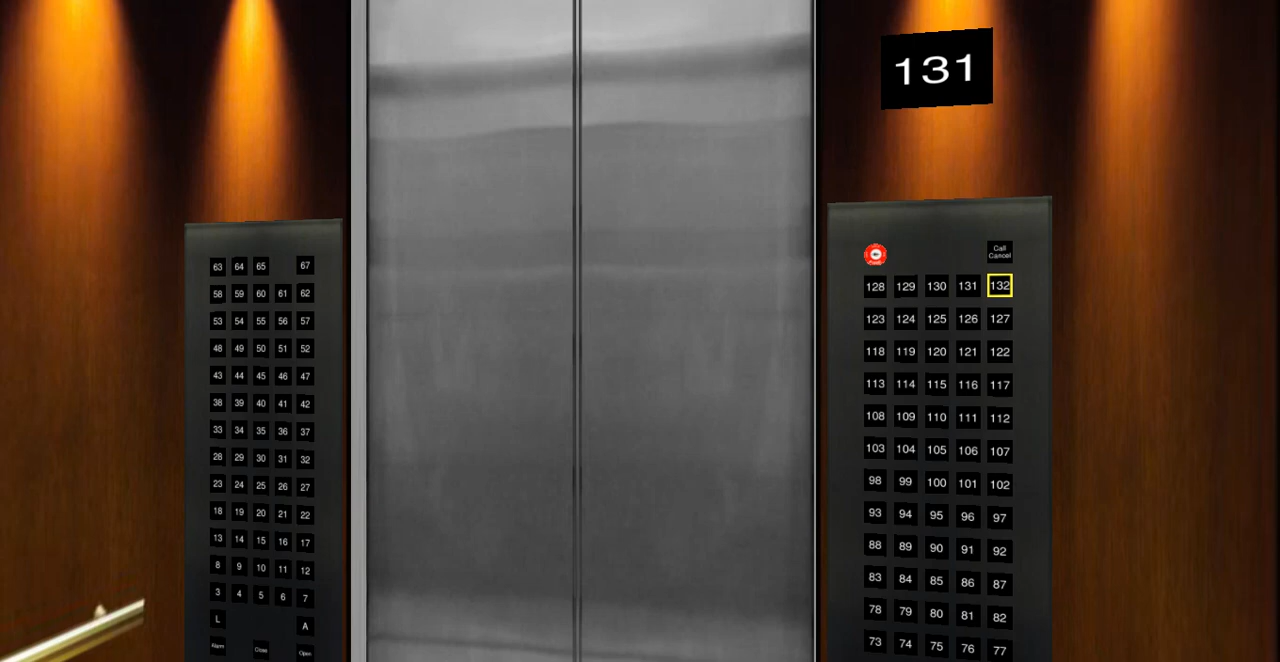 131
63 64 65 67
58 59 60 61 62
53 54 55 56 57
48 49 50 51 52
43 44 45 46 47
38 39 40 41 42
33 34 35 36 37
28 29 30 31 32
23 24 25 26 27
18 19 20 21 22
13 14 15 16 17
8 9 10 11 12
3 4 5 6 7
L A
Alarm Close Open
Call
Cancel
128 129 130 131 132
123 124 125 126 127
118 119 120 121 122
113 114 115 116 117
108 109 110 111 112
103 104 105 106 107
98 99 100 101 102
93 94 95 96 97
88 89 90 91 92
83 84 85 86 87
78 79 80 81 82
73 74 75 76 77